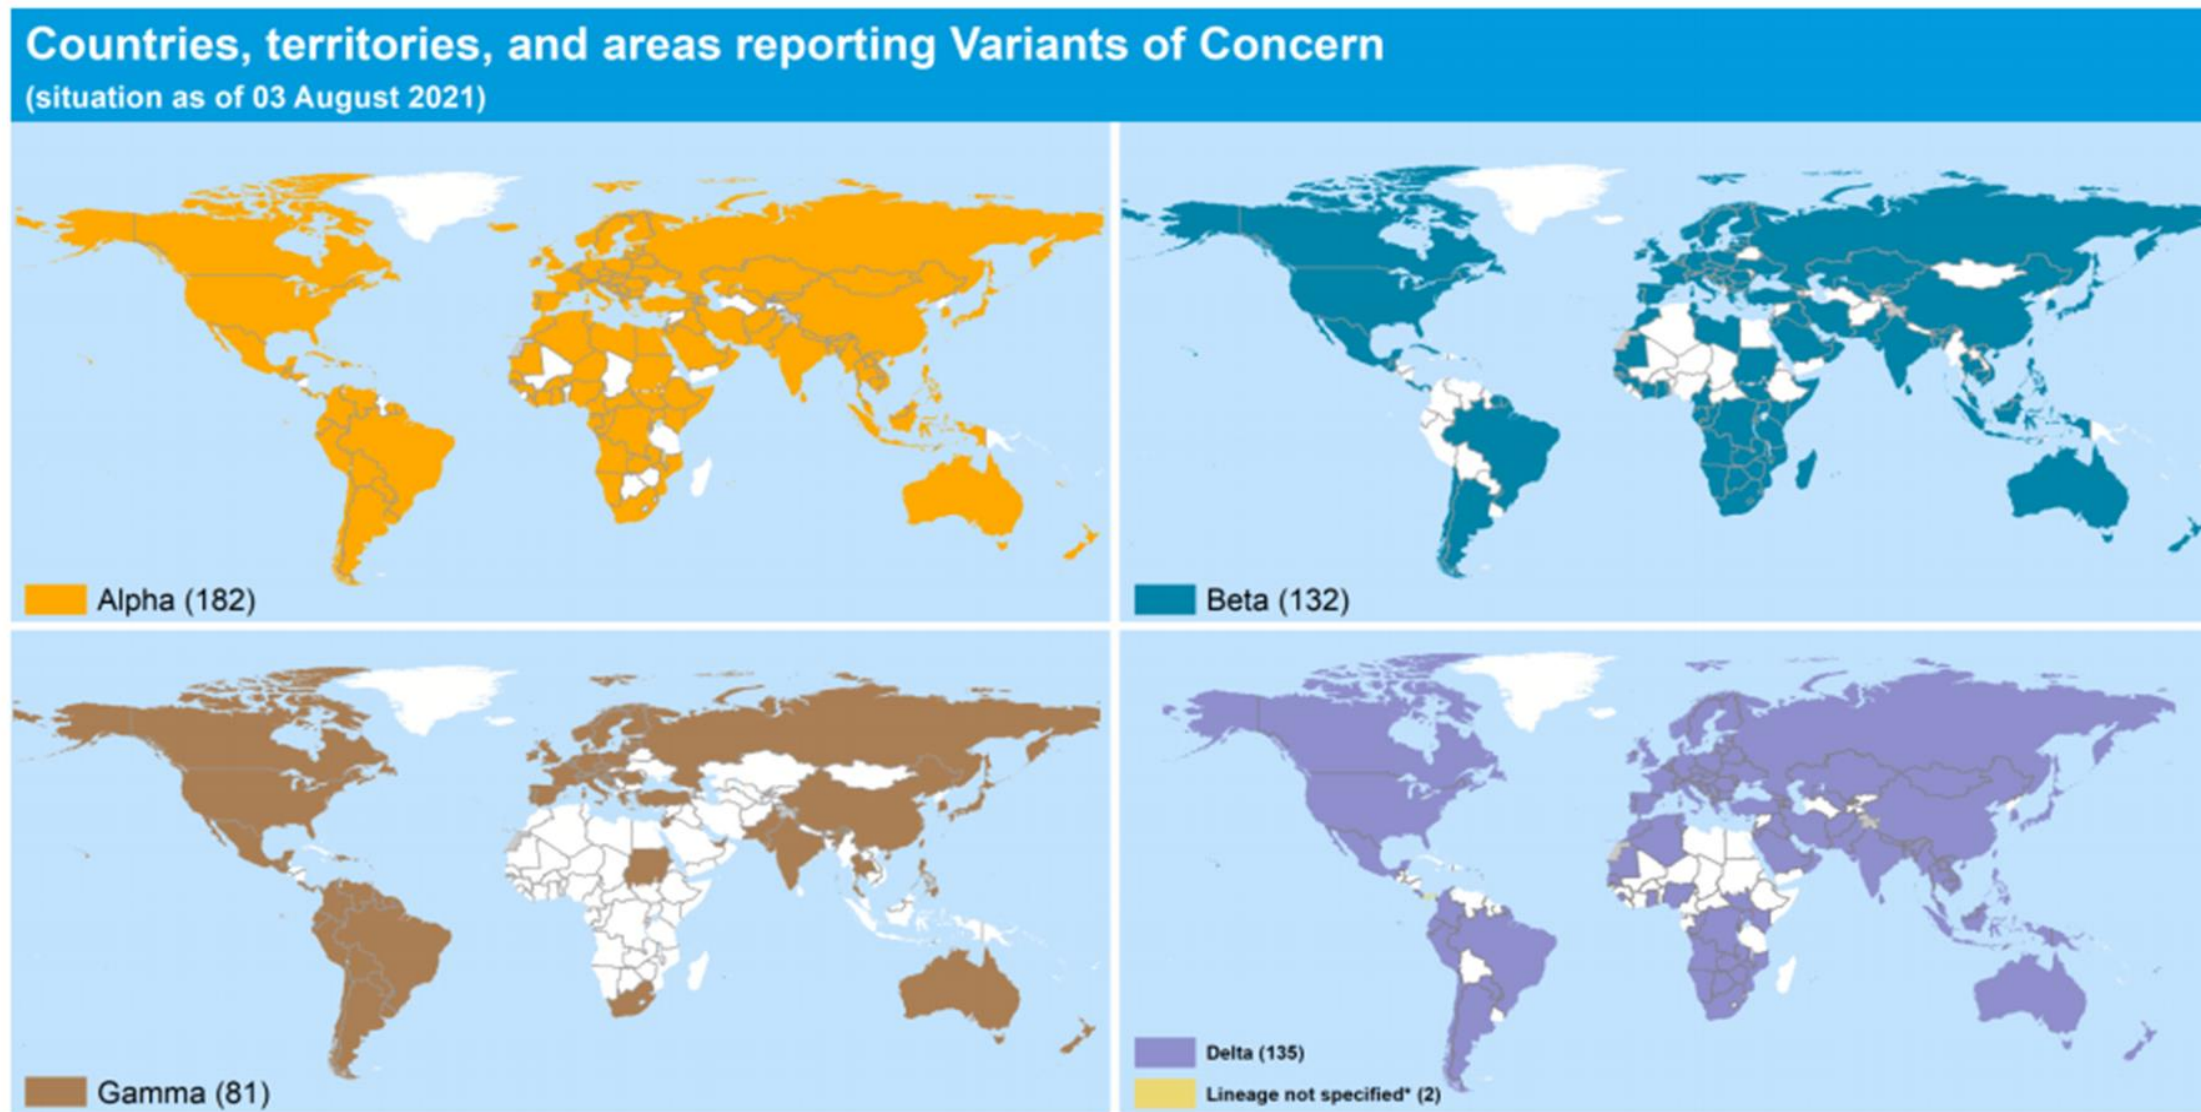 Countries, territories, and areas reporting Variants of Concern
(situation as of 03 August 2021)
Alpha (182)
Beta (132)
Gamma (81)
Delta (135)
Lineage not specified* (2)